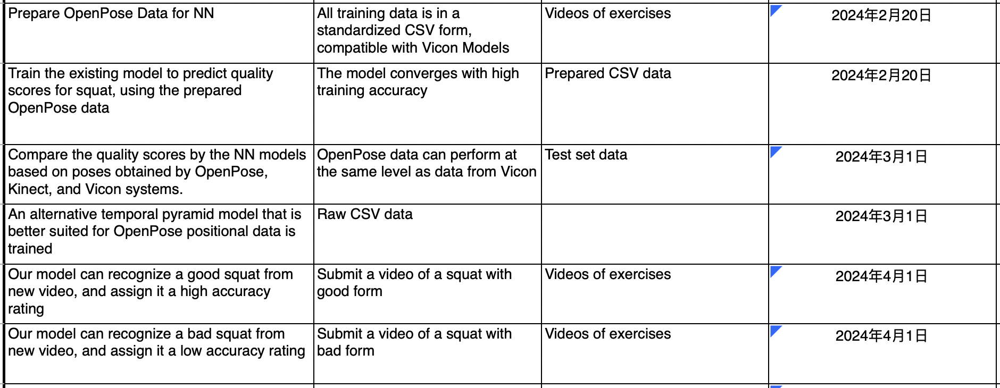 Prepare OpenPose Data for NN
All training data is in a
standardized CSV form,
compatible with Vicon Models
Videos of exercises
2024年2月20日
Train the existing model to predict quality
scores for squat, using the prepared
OpenPose data
The model converges with high
training accuracy
Prepared CSV data
2024年2月20日
Compare the quality scores by the NN models
based on poses obtained by OpenPose,
Kinect, and Vicon systems.
OpenPose data can perform at
the same level as data from Vicon
Test set data
2024年3月1日
An alternative temporal pyramid model that is
better suited for OpenPose positional data is
trained
Raw CSV data
2024年3月1日
Our model can recognize a good squat from
new video, and assign it a high accuracy
rating
Submit a video of a squat with
good form
Videos of exercises
2024年4月1日
Our model can recognize a bad squat from
new video, and assign it a low accuracy rating
Submit a video of a squat with
bad form
Videos of exercises
2024年4月1日